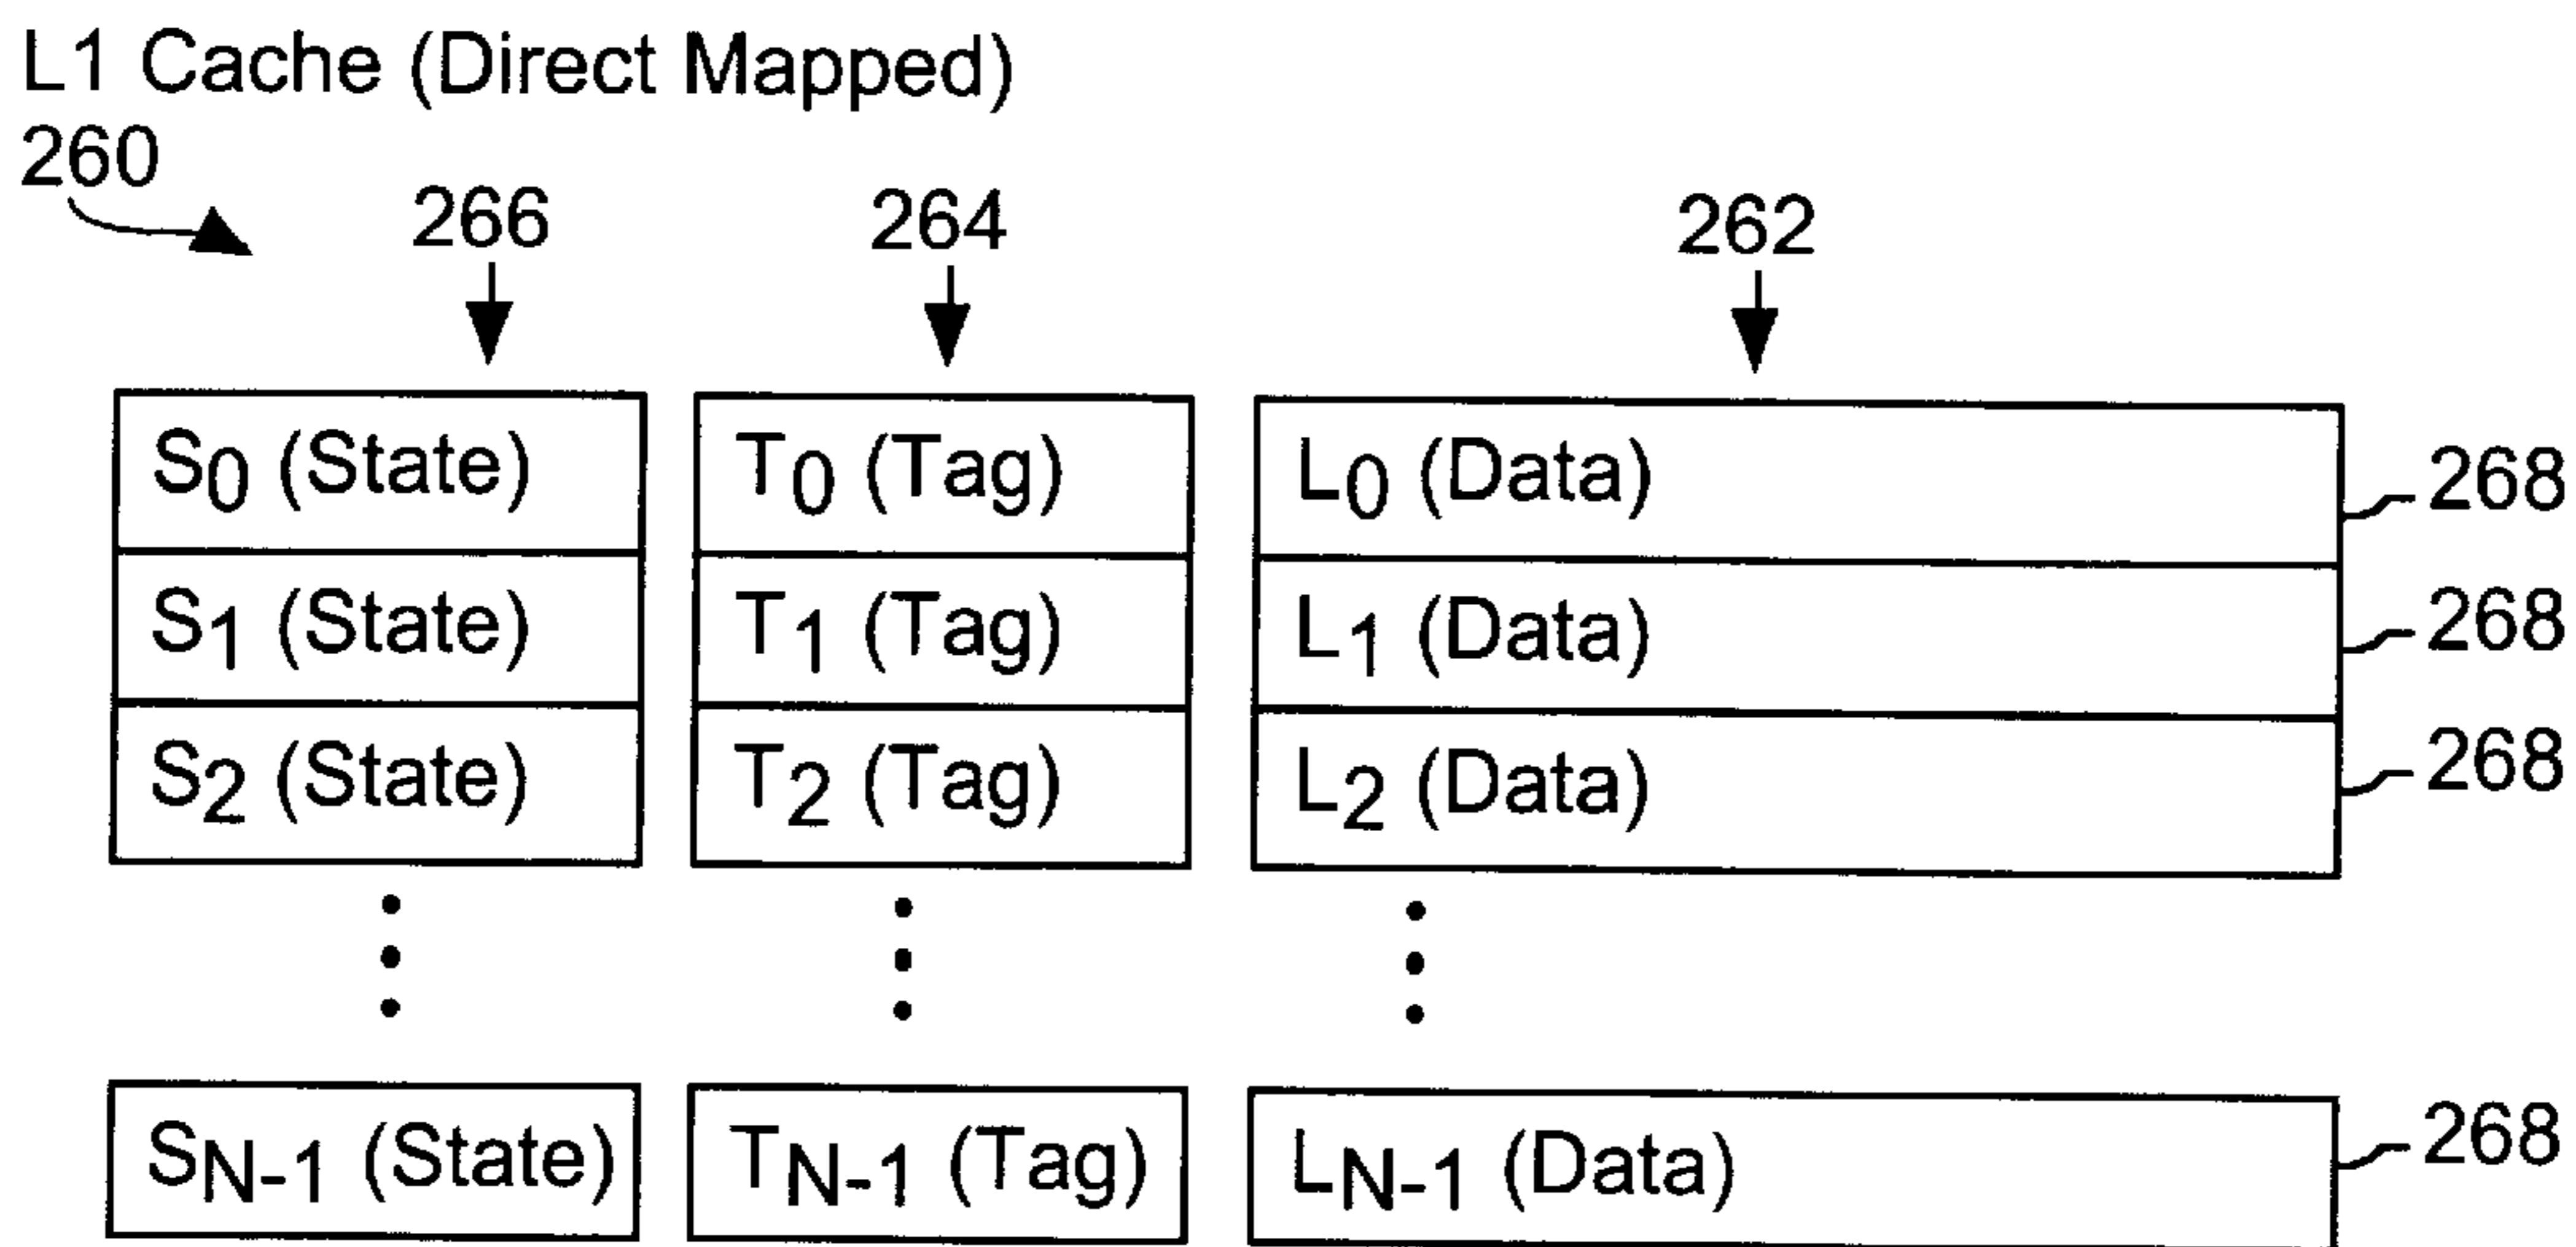 L1 Cache (Direct Mapped)
260
266 264 262
S0 (State) T0 (Tag) L0 (Data) 268
S1 (State) T1 (Tag) L1 (Data) 268
S2 (State) T2 (Tag) L2 (Data) 268
SN-1 (State) TN-1 (Tag) LN-1 (Data) 268